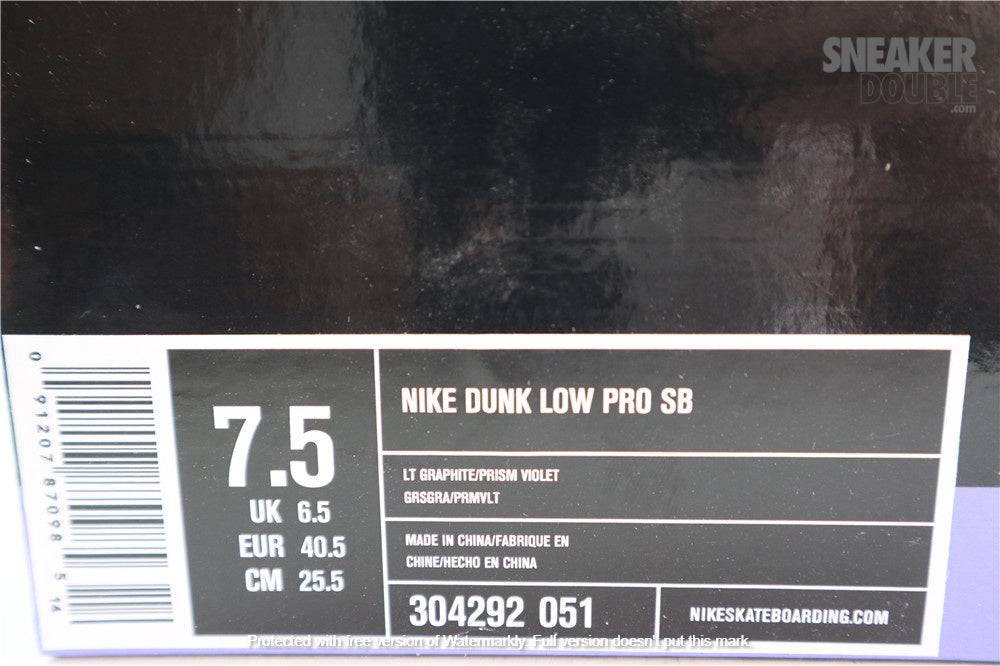 SNEAKER
DOUBLE
.com
0 91207 87098 5 14
7.5
UK 6.5
EUR 40.5
CM 25.5
NIKE DUNK LOW PRO SB
LT GRAPHITE/PRISM VIOLET
GRSGRA/PRMVLT
MADE IN CHINA/FABRIQUE EN
CHINE/HECHO EN CHINA
304292 051
NIKESKATEBOARDING.COM
Protected with free version of Watermarkly. Full version doesn't put this mark.